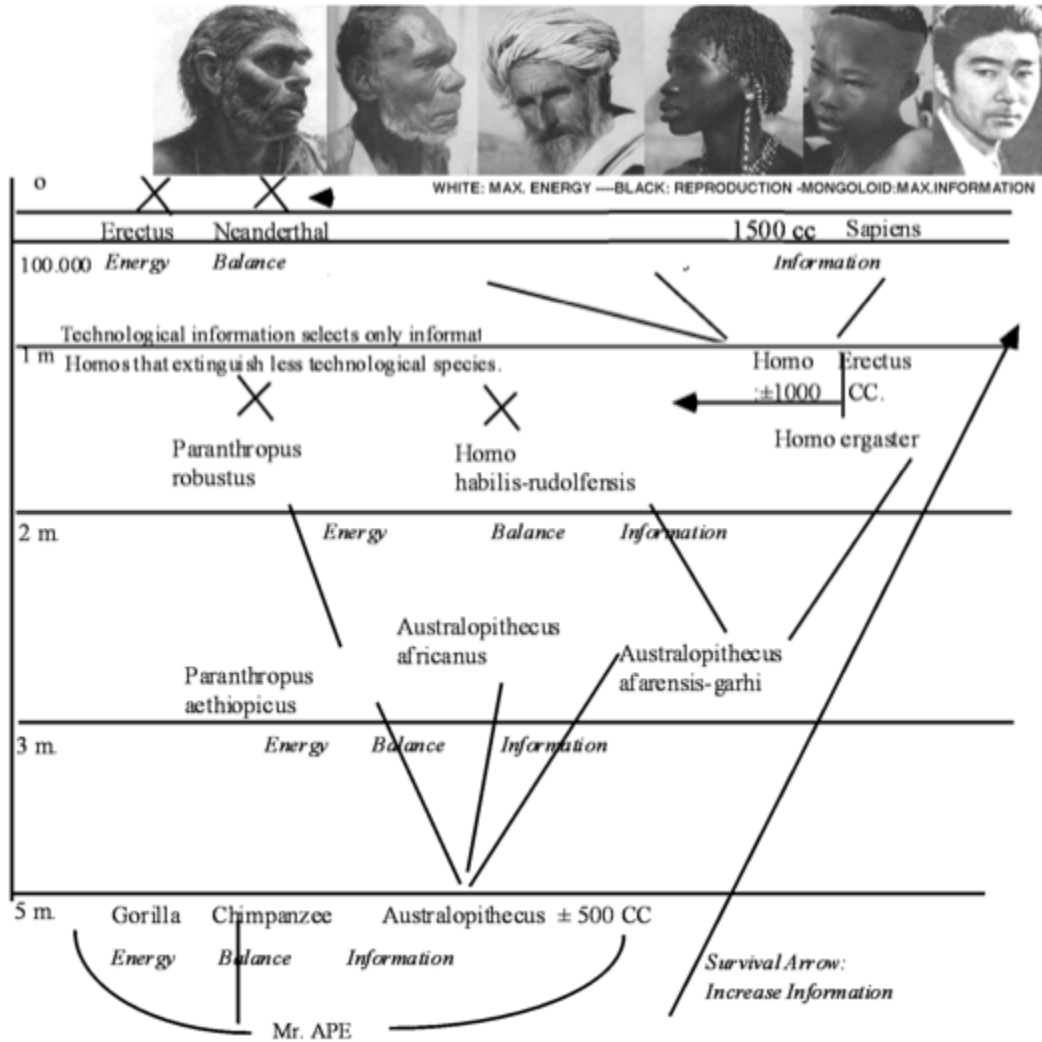 o
WHITE: MAX. ENERGY ----BLACK: REPRODUCTION -MONGOLOID:MAX.INFORMATION
Erectus Neanderthal 1500 cc Sapiens
100.000 Energy Balance Information
Technological information selects only informat
1 m Homos that extinguish less technological species.
Homo Erectus
:±1000 CC.
Homo ergaster
Paranthropus
robustus
Homo
habilis-rudolfensis
2 m. Energy Balance Information
Australopithecus
africanus
Australopithecus
afarensis-garhi
Paranthropus
aethiopicus
3 m. Energy Balance Information
5 m. Gorilla Chimpanzee Australopithecus ± 500 CC
Energy Balance Information
Survival Arrow:
Increase Information
Mr. APE